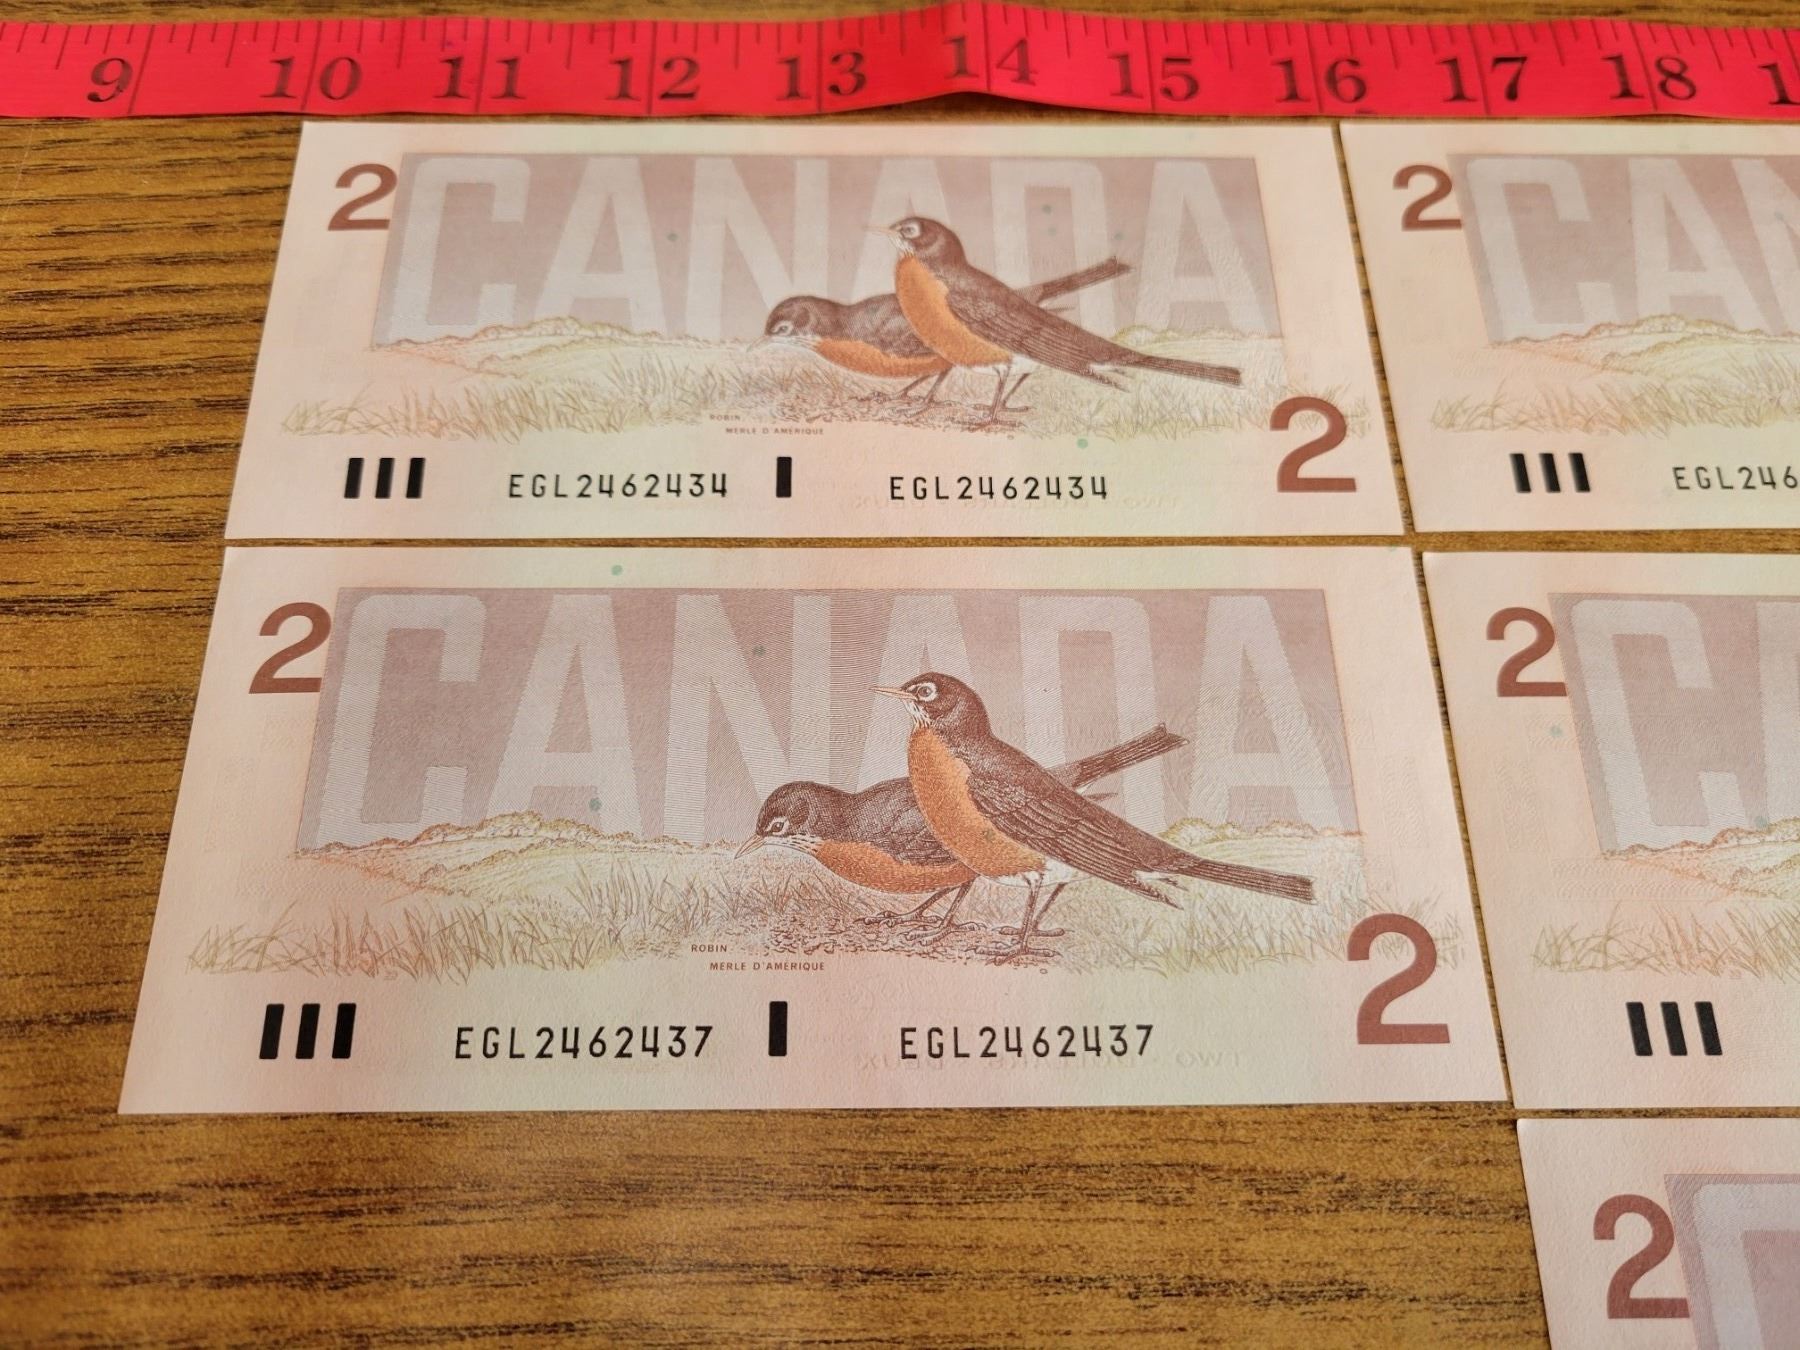 9 10 11 12 13 14 15 16 17 18
2 CANADA
ROBIN
MERLE D'AMÉRIQUE
EGL2462434 EGL2462434 2
2 CAN
EGL246
2 CANADA
ROBIN
MERLE D'AMÉRIQUE
EGL2462437 EGL2462437 2
2 C
2